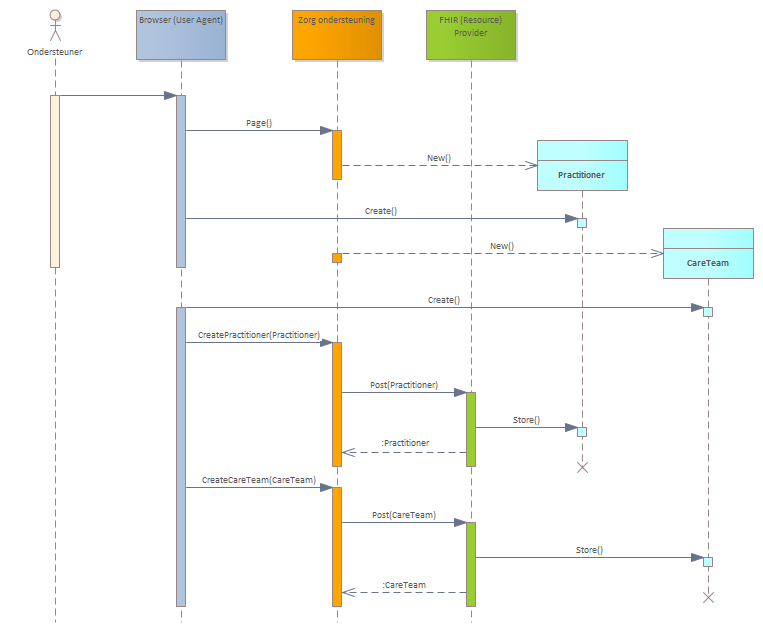 Browser (User Agent)
Zorg ondersteuning
FHIR (Resource)
Provider
Ondersteuner
Page()
New()
Practitioner
Create()
New()
CareTeam
Create()
CreatePractitioner(Practitioner)
Post(Practitioner)
Store()
:Practitioner
CreateCareTeam(CareTeam)
Post(CareTeam)
Store()
:CareTeam